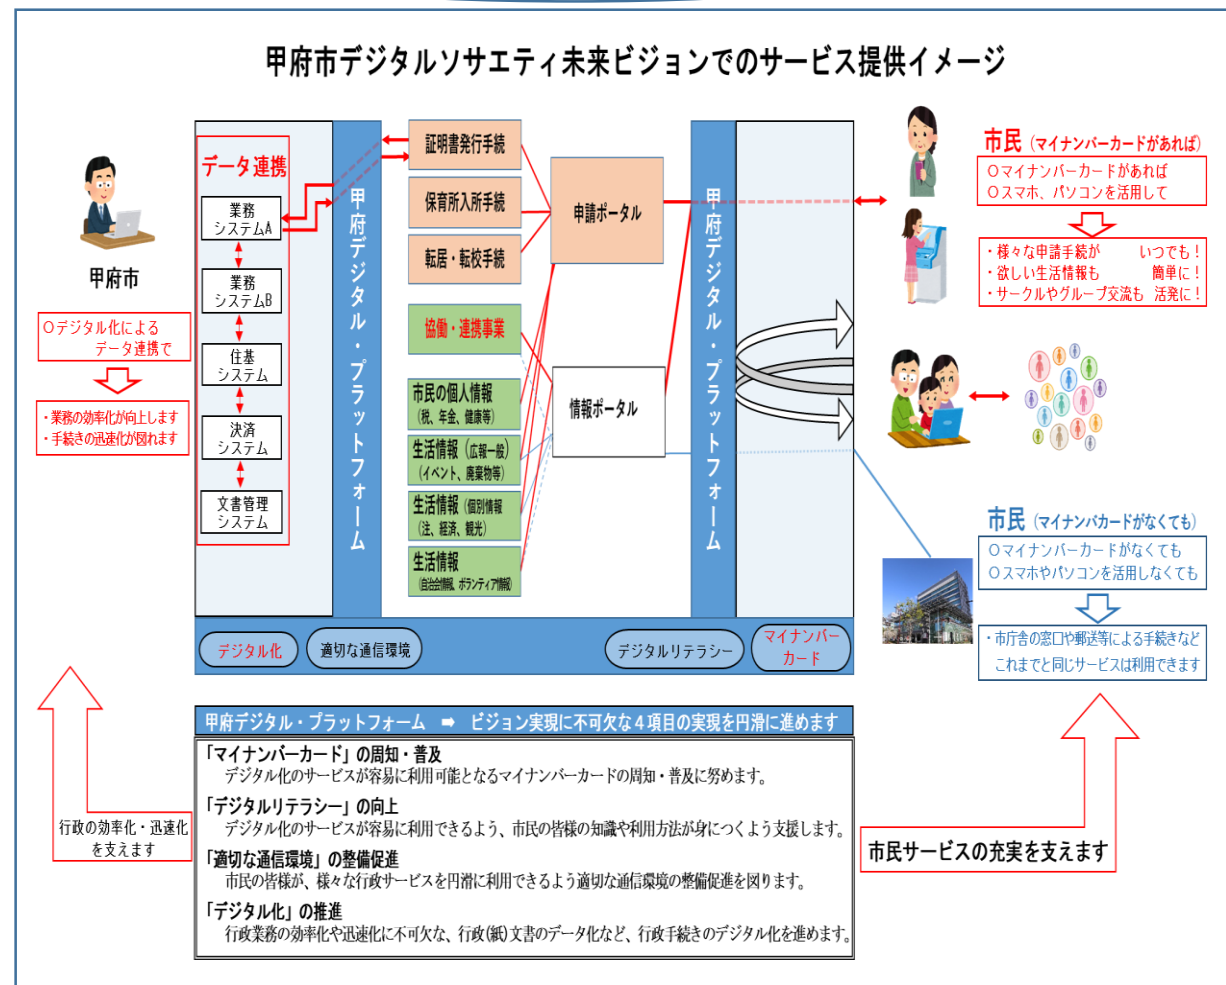 甲府市デジタルソサエティ未来ビジョンでのサービス提供イメージ
甲府市
〇デジタル化による
データ連携で
・業務の効率化が向上します
・手続きの迅速化が図れます
データ連携
業務
システムA
業務
システムB
住基
システム
決済
システム
文書管理
システム
甲府デジタル・プラットフォーム
証明書発行手続
保育所入所手続
転居・転校手続
協働・連携事業
市民の個人情報
(税、年金、健康等)
生活情報（広報一般）
(イベント、廃棄物等)
生活情報（個別情報
(注、経済、観光)
生活情報
(自治会情報、ボランティア情報)
申請ポータル
情報ポータル
甲府デジタル・プラットフォーム
市民（マイナンバーカードがあれば）
〇マイナンバーカードがあれば
〇スマホ、パソコンを活用して
・様々な申請手続が いつでも！
・欲しい生活情報も 簡単に！
・サークルやグループ交流も 活発に！
市民（マイナンバカードがなくても）
〇マイナンバーカードがなくても
〇スマホやパソコンを活用しなくても
・市庁舎の窓口や郵送等による手続きなど
これまでと同じサービスは利用できます
デジタル化
適切な通信環境
デジタルリテラシー
マイナンバー
カード
甲府デジタル・プラットフォーム ➡ ビジョン実現に不可欠な４項目の実現を円滑に進めます
「マイナンバーカード」の周知・普及
デジタル化のサービスが容易に利用可能となるマイナンバーカードの周知・普及に努めます。
「デジタルリテラシー」の向上
デジタル化のサービスが容易に利用できるよう、市民の皆様の知識や利用方法が身につくよう支援します。
「適切な通信環境」の整備促進
市民の皆様が、様々な行政サービスを円滑に利用できるよう適切な通信環境の整備促進を図ります。
「デジタル化」の推進
行政業務の効率化や迅速化に不可欠な、行政(紙)文書のデータ化など、行政手続きのデジタル化を進めます。
行政の効率化・迅速化
を支えます
市民サービスの充実を支えます